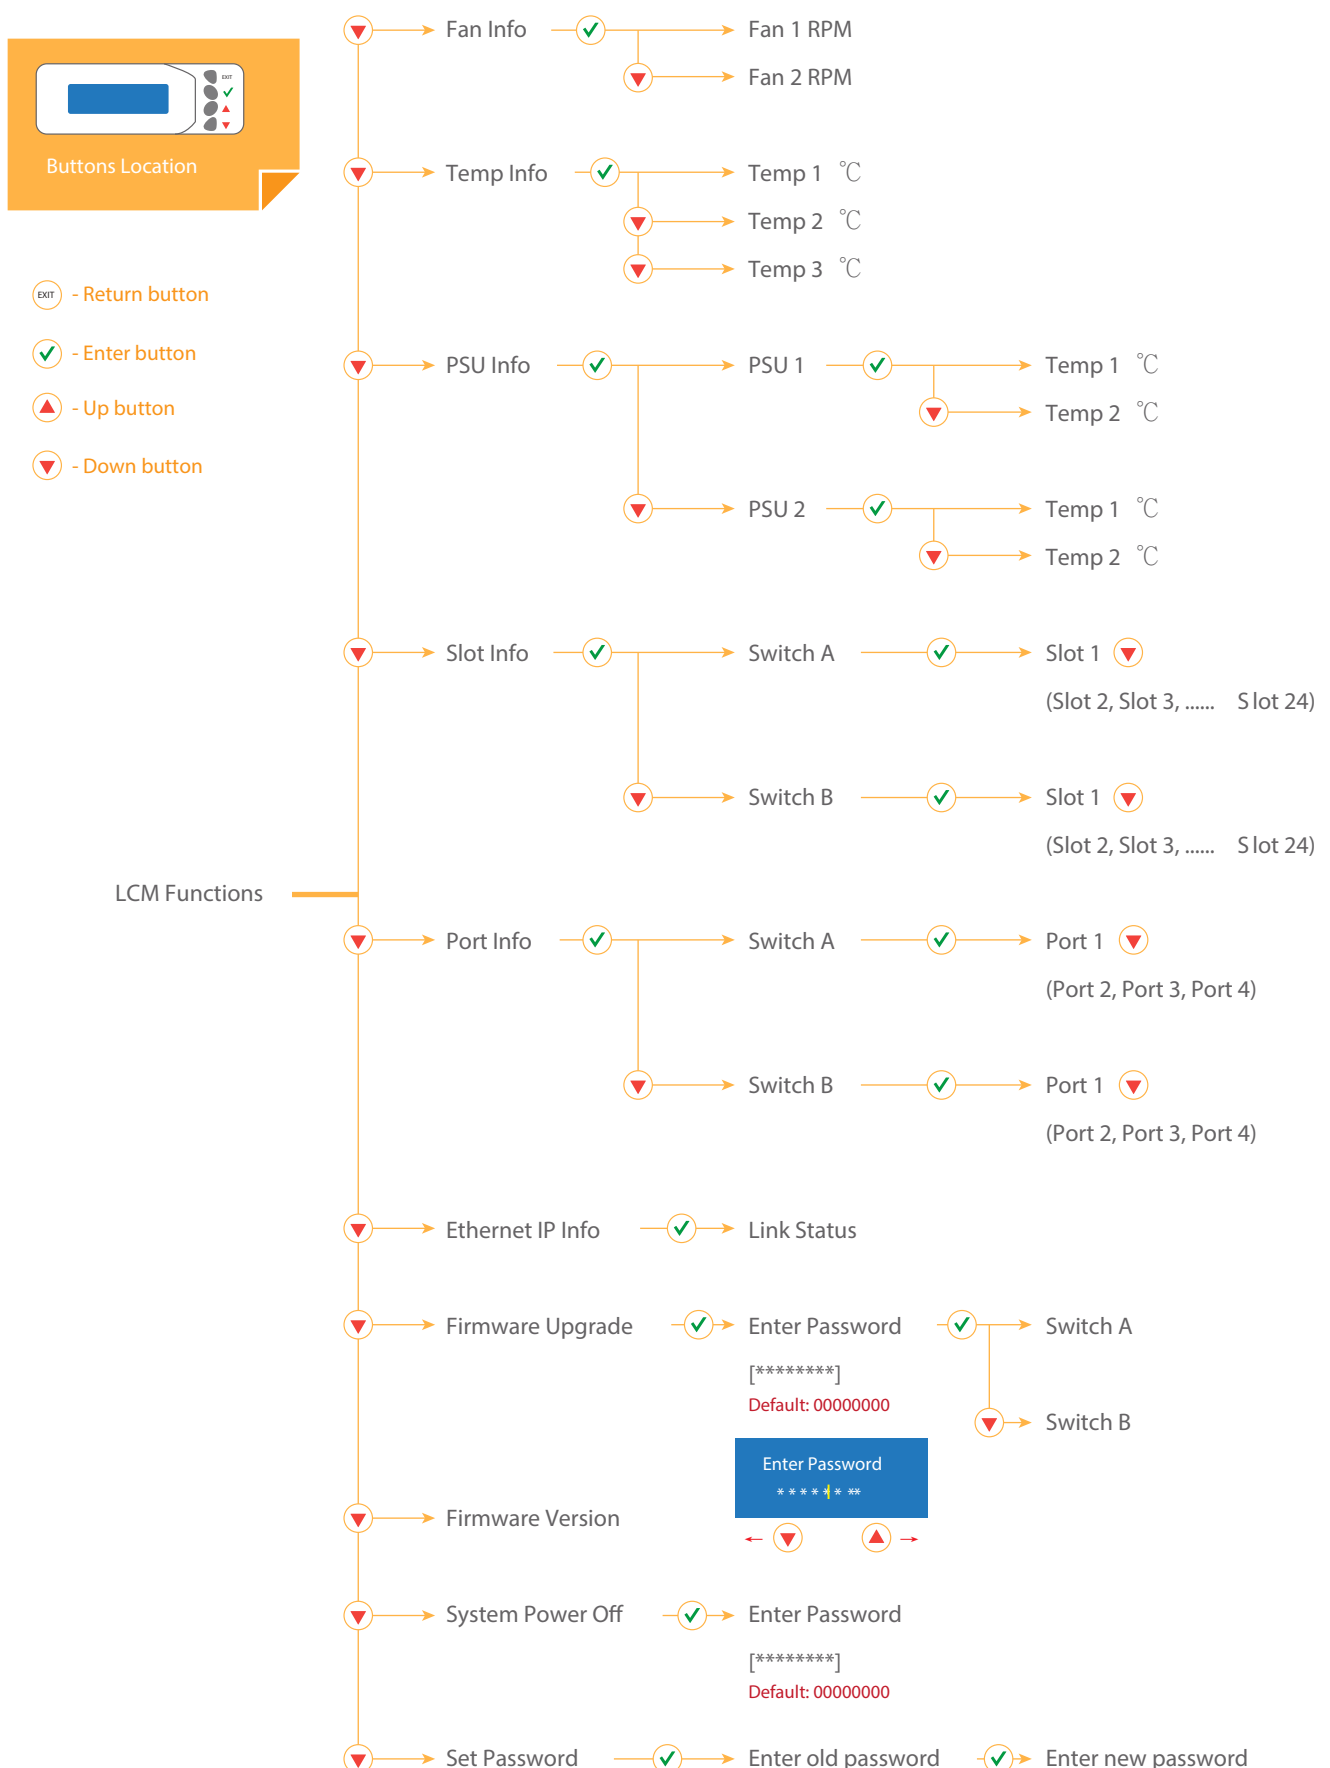 EXIT
Buttons Location
EXIT - Return button
- Enter button
- Up button
- Down button
LCM Functions
Fan Info
Fan 1 RPM
Fan 2 RPM
Temp Info
Temp 1 ℃
Temp 2 ℃
Temp 3 ℃
PSU Info
PSU 1
Temp 1 ℃
Temp 2 ℃
PSU 2
Temp 1 ℃
Temp 2 ℃
Slot Info
Switch A
Slot 1
(Slot 2, Slot 3, ...... Slot 24)
Switch B
Slot 1
(Slot 2, Slot 3, ...... Slot 24)
Port Info
Switch A
Port 1
(Port 2, Port 3, Port 4)
Switch B
Port 1
(Port 2, Port 3, Port 4)
Ethernet IP Info
Link Status
Firmware Upgrade
Enter Password
[********]
Default: 00000000
Switch A
Switch B
Enter Password
********
Firmware Version
System Power Off
Enter Password
[********]
Default: 00000000
Set Password
Enter old password
Enter new password